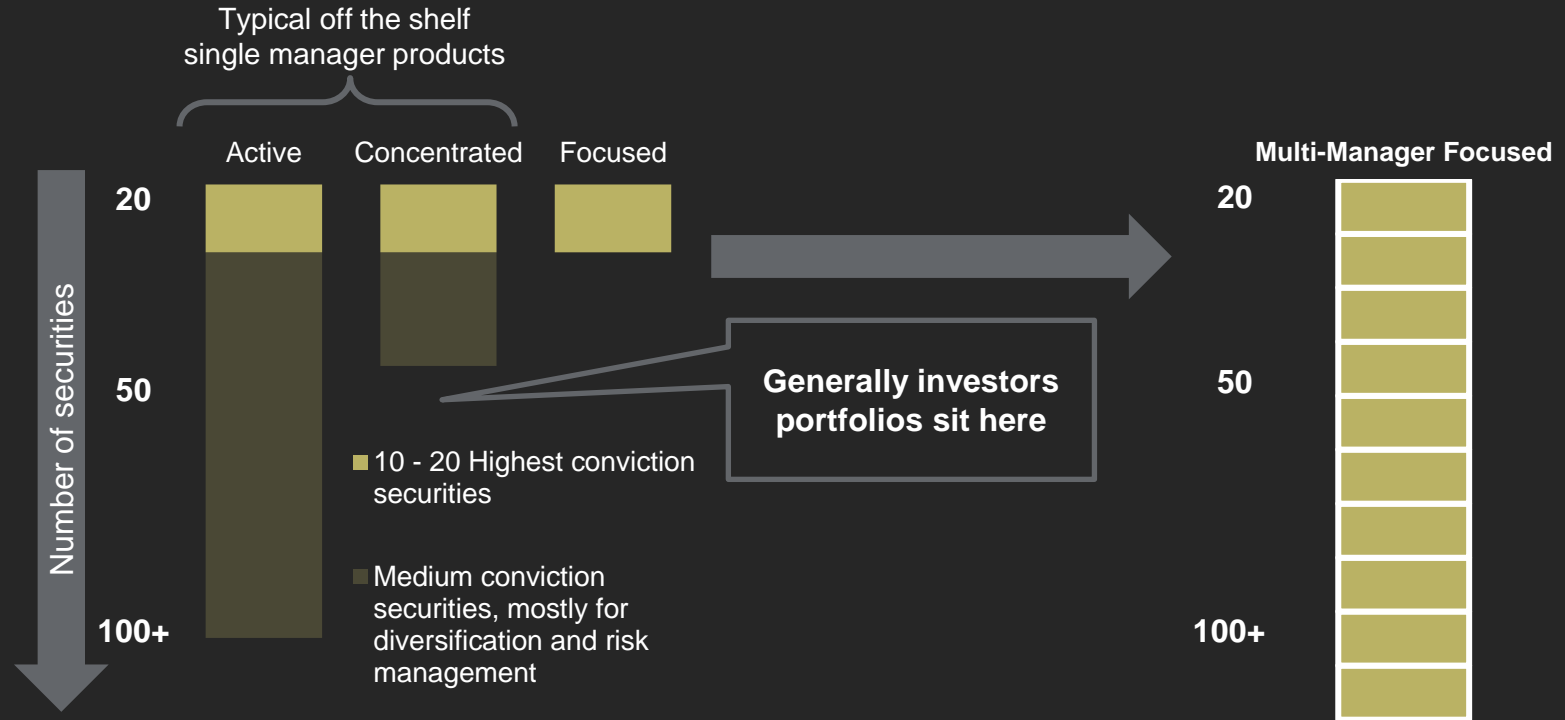 Typical off the shelf
single manager products
Active
Concentrated
Focused
Number of securities
20
50
100+
Generally investors
portfolios sit here
10 - 20 Highest conviction
securities
Medium conviction
securities, mostly for
diversification and risk
management
Multi-Manager Focused
20
50
100+